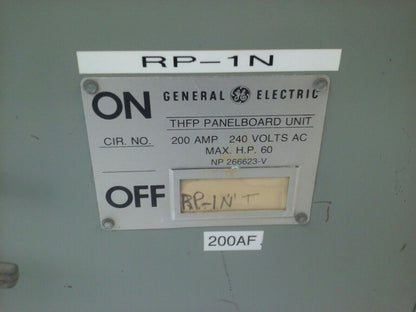 RP-1N
ON GENERAL GE ELECTRIC
THFP PANELBOARD UNIT
CIR. NO. 200 AMP 240 VOLTS AC
MAX. H.P. 60
NP 266623-V
OFF RP-1N'T
200AF